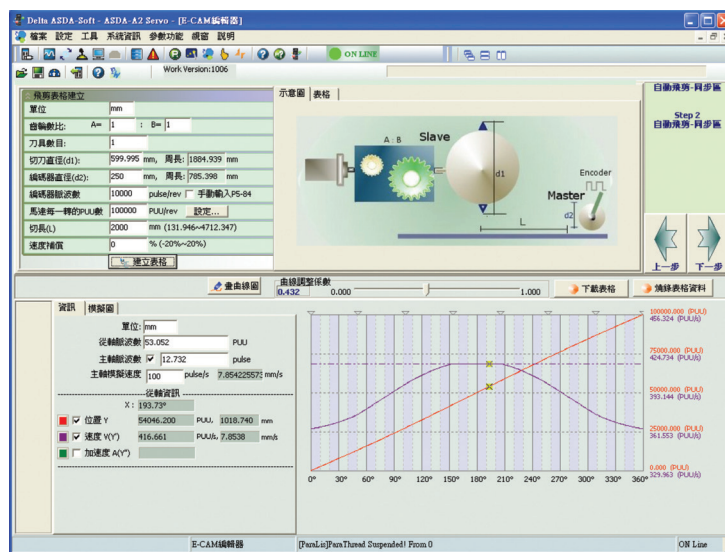 Delta ASDA-Soft - ASDA-A2 Servo - [E-CAM編輯器]
檔案 設定 工具 系統資訊 參數功能 視窗 說明
ON LINE
Work Version:1006
飛剪表格建立
單位 mm
齒輪數比: A= 1 : B= 1
刀具數目: 1
切刀直徑(d1): 599.995 mm, 周長: 1884.939 mm
編碼器直徑(d2): 250 mm, 周長: 785.398 mm
編碼器脈波數 10000 pulse/rev 手動輸入P5-84
馬達每一轉的PUU數 100000 PUU/rev 設定...
切長(L) 2000 mm (131.946~4712.347)
速度補償 0 % (-20%~20%)
建立表格
示意圖 表格
A : B
Slave
d1
Encoder
Master
d2
L
自動飛剪-同步區
Step 2
自動飛剪-同步區
上一步 下一步
畫曲線圖
曲線調整係數
0.432 0.000 1.000
下載表格
燒錄表格資料
資訊 模擬圖
單位: mm
從軸脈波數 53.052 PUU
主軸脈波數 12.732 pulse
主軸模擬速度 100 pulse/s 7.854225573 mm/s
從軸資訊
X : 193.73°
位置 Y 54046.200 PUU, 1018.740 mm
速度 V(Y') 416.661 PUU/s, 7.8538 mm/s
加速度 A(Y'')
100000.000 (PUU)
456.324 (PUU/s)
75000.000 (PUU)
424.734 (PUU/s)
50000.000 (PUU)
393.144 (PUU/s)
25000.000 (PUU)
361.553 (PUU/s)
0.000 (PUU)
329.963 (PUU/s)
0° 30° 60° 90° 120° 150° 180° 210° 240° 270° 300° 330° 360°
E-CAM編輯器
[ParaLis]ParaThread Suspended! From 0
ON Line